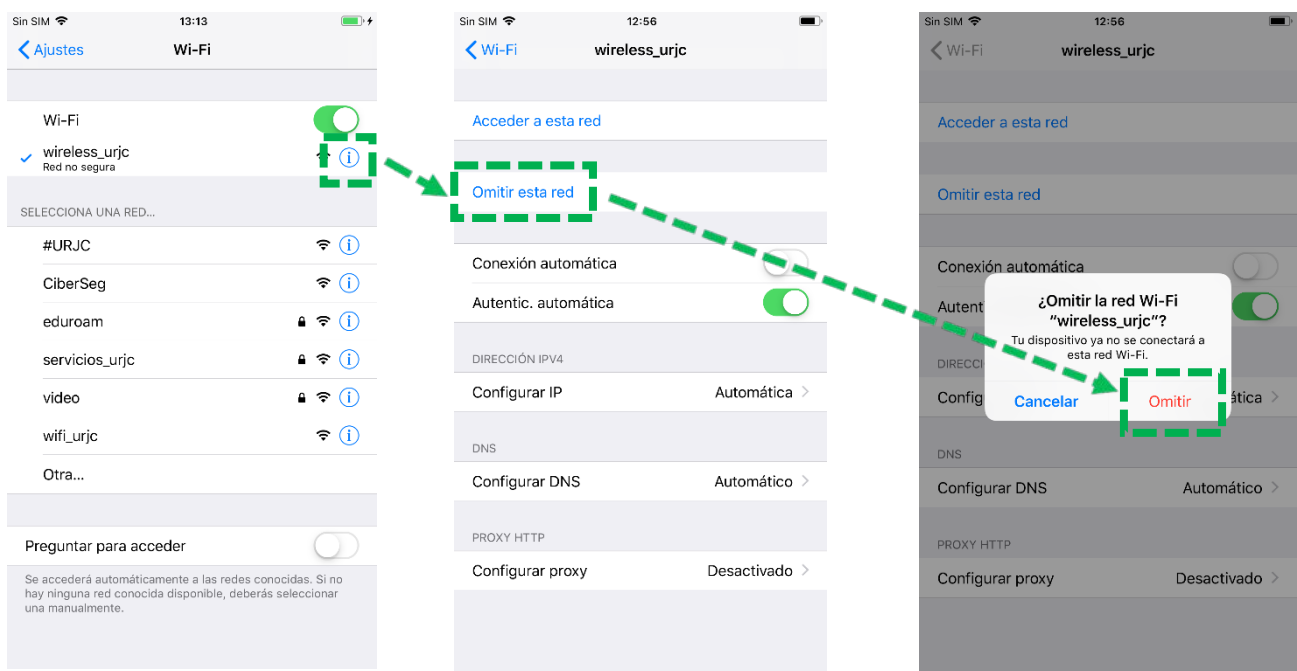 Sin SIM 13:13
Ajustes Wi-Fi
Wi-Fi
wireless_urjc
Red no segura
SELECCIONA UNA RED...
#URJC
CiberSeg
eduroam
servicios_urjc
video
wifi_urjc
Otra...
Preguntar para acceder
Se accederá automáticamente a las redes conocidas. Si no
hay ninguna red conocida disponible, deberás seleccionar
una manualmente.
Sin SIM 12:56
Wi-Fi wireless_urjc
Acceder a esta red
Omitir esta red
Conexión automática
Autentic. automática
DIRECCIÓN IPV4
Configurar IP Automática
DNS
Configurar DNS Automático
PROXY HTTP
Configurar proxy Desactivado
Sin SIM 12:56
Wi-Fi wireless_urjc
Acceder a esta red
Omitir esta red
Conexión automática
Autent
¿Omitir la red Wi-Fi
“wireless_urjc”?
Tu dispositivo ya no se conectará a
esta red Wi-Fi.
Cancelar Omitir
DIRECCI
Config ática
DNS
Configurar DNS Automático
PROXY HTTP
Configurar proxy Desactivado